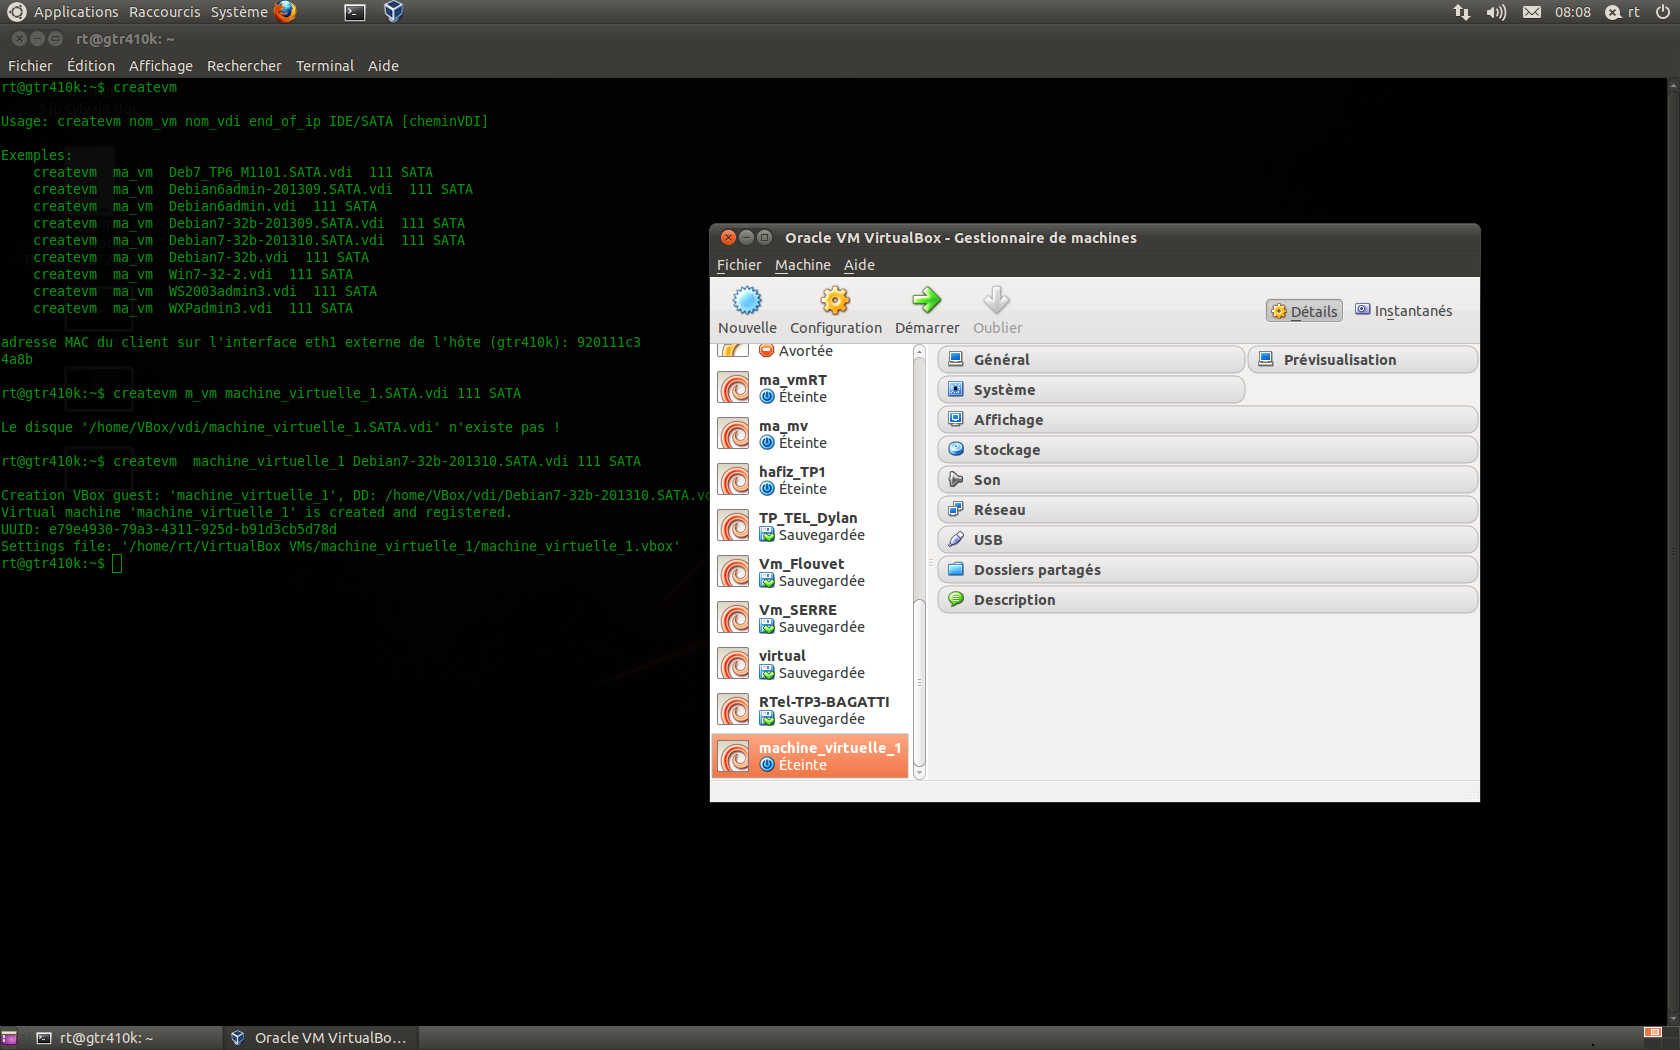 Applications Raccourcis Système 08:08 rt
rt@gtr410k: ~
Fichier Édition Affichage Rechercher Terminal Aide
rt@gtr410k:~$ createvm
Usage: createvm nom_vm nom_vdi end_of_ip IDE/SATA [cheminVDI]
Exemples:
createvm ma_vm Deb7_TP6_M1101.SATA.vdi 111 SATA
createvm ma_vm Debian6admin-201309.SATA.vdi 111 SATA
createvm ma_vm Debian6admin.vdi 111 SATA
createvm ma_vm Debian7-32b-201309.SATA.vdi 111 SATA
createvm ma_vm Debian7-32b-201310.SATA.vdi 111 SATA
createvm ma_vm Debian7-32b.vdi 111 SATA
createvm ma_vm Win7-32-2.vdi 111 SATA
createvm ma_vm WS2003admin3.vdi 111 SATA
createvm ma_vm WXPadmin3.vdi 111 SATA
adresse MAC du client sur l'interface eth1 externe de l'hôte (gtr410k): 920111c3
4a8b
rt@gtr410k:~$ createvm m_vm machine_virtuelle_1.SATA.vdi 111 SATA
Le disque '/home/VBox/vdi/machine_virtuelle_1.SATA.vdi' n'existe pas !
rt@gtr410k:~$ createvm machine_virtuelle_1 Debian7-32b-201310.SATA.vdi 111 SATA
Creation VBox guest: 'machine_virtuelle_1', DD: /home/VBox/vdi/Debian7-32b-201310.SATA.v
Virtual machine 'machine_virtuelle_1' is created and registered.
UUID: e79e4930-79a3-4311-925d-b91d3cb5d78d
Settings file: '/home/rt/VirtualBox VMs/machine_virtuelle_1/machine_virtuelle_1.vbox'
rt@gtr410k:~$
Oracle VM VirtualBox - Gestionnaire de machines
Fichier Machine Aide
Nouvelle Configuration Démarrer Oublier Détails Instantanés
Avortée
ma_vmRT
Éteinte
ma_mv
Éteinte
hafiz_TP1
Éteinte
TP_TEL_Dylan
Sauvegardée
Vm_Flouvet
Sauvegardée
Vm_SERRE
Sauvegardée
virtual
Sauvegardée
RTel-TP3-BAGATTI
Sauvegardée
machine_virtuelle_1
Éteinte
Général
Prévisualisation
Système
Affichage
Stockage
Son
Réseau
USB
Dossiers partagés
Description
rt@gtr410k: ~ Oracle VM VirtualBo...